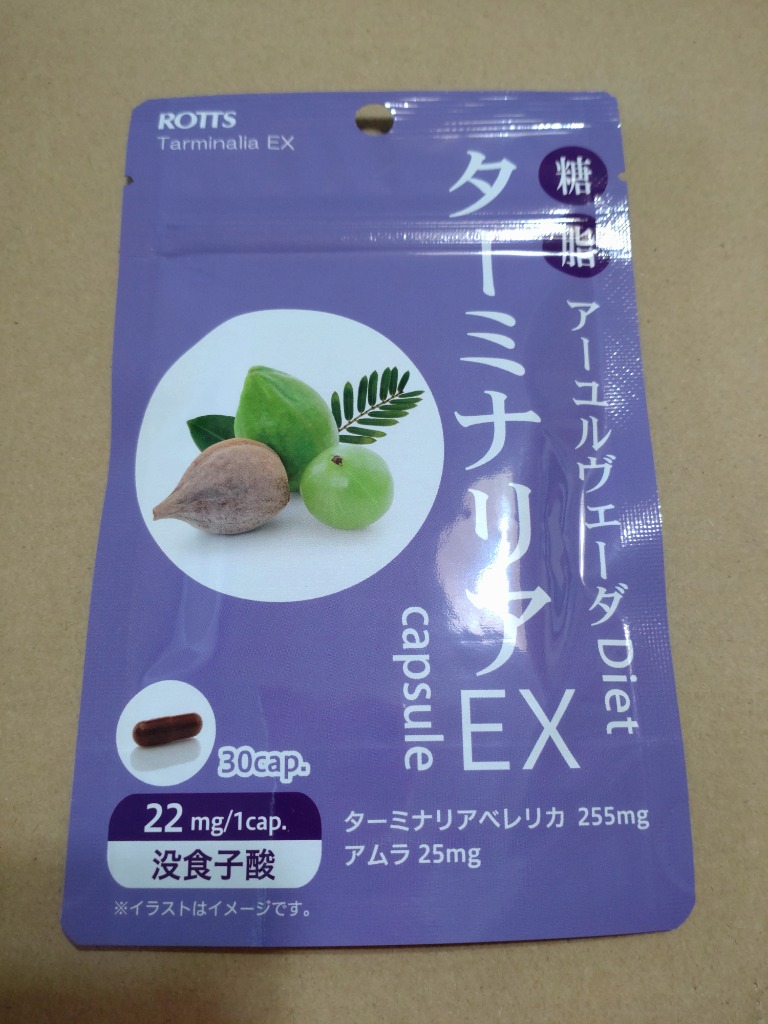 ROTTS
Tarminalia EX
糖
脂
アーユルヴェーダDiet
ターミナリアEX
capsule
30cap.
22 mg/1cap.
没食子酸
ターミナリアベレリカ 255mg
アムラ 25mg
※イラストはイメージです。